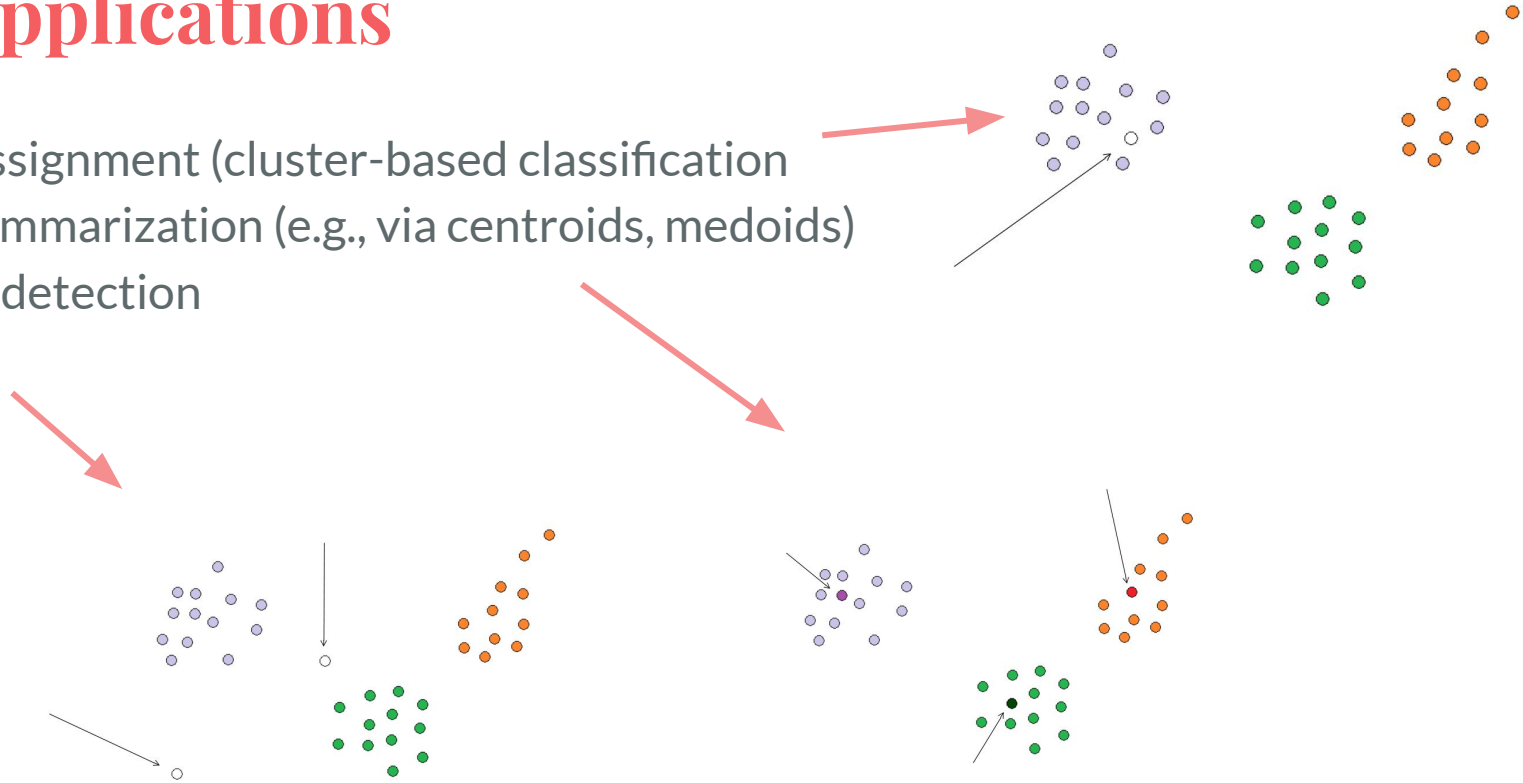 pplications
ssignment (cluster-based classification
mmarization (e.g., via centroids, medoids)
detection